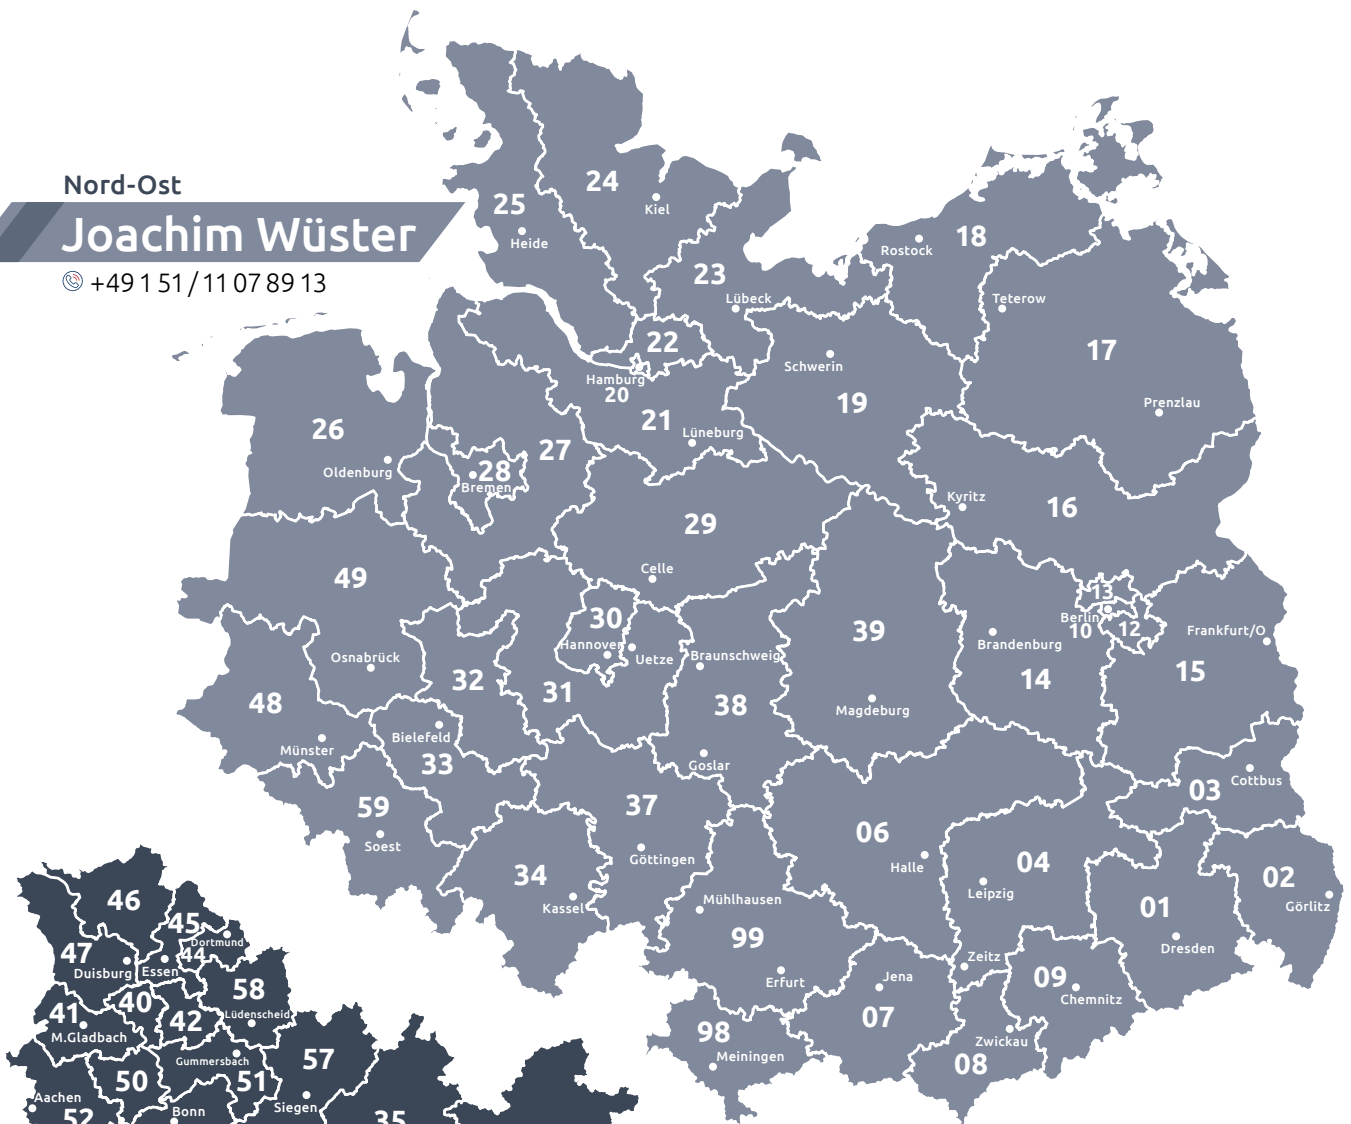 Nord-Ost
Joachim Wüster
+49 1 51 / 11 07 89 13
25
Heide
24
Kiel
23
Lübeck
22
Hamburg
20
21
Lüneburg
18
Rostock
Teterow
17
Prenzlau
Schwerin
19
26
Oldenburg
27
28
Bremen
29
Celle
Kyritz
16
49
Osnabrück
30
Hannover
Uetze
32
31
Braunschweig
38
Goslar
39
Magdeburg
13
Berlin
10
12
Brandenburg
14
Frankfurt/O
15
48
Münster
Bielefeld
33
59
Soest
37
Göttingen
34
Kassel
03
Cottbus
06
Halle
04
Leipzig
02
Görlitz
01
Dresden
Mühlhausen
99
Erfurt
Jena
07
Zeitz
09
Chemnitz
Zwickau
08
98
Meiningen
46
45
Dortmund
44
47
Duisburg
Essen
58
Lüdenscheid
41
M.Gladbach
40
42
Gummersbach
50
51
57
Siegen
Aachen
52
Bonn
35